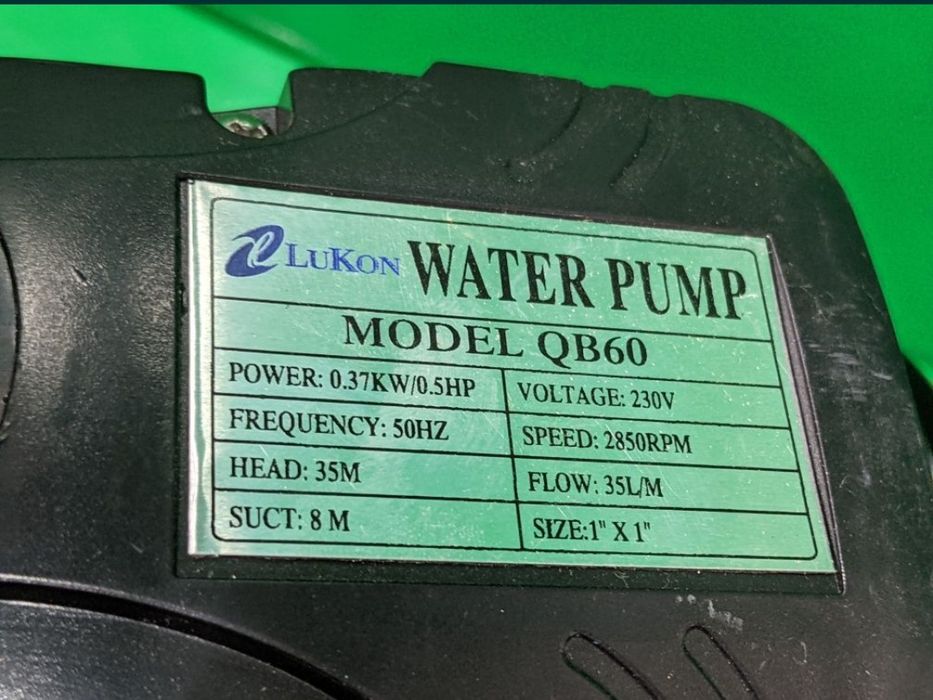 LUKON WATER PUMP
MODEL QB60
POWER: 0.37KW/0.5HP VOLTAGE: 230V
FREQUENCY: 50HZ SPEED: 2850RPM
HEAD: 35M FLOW: 35L/M
SUCT: 8 M SIZE:1" X 1"